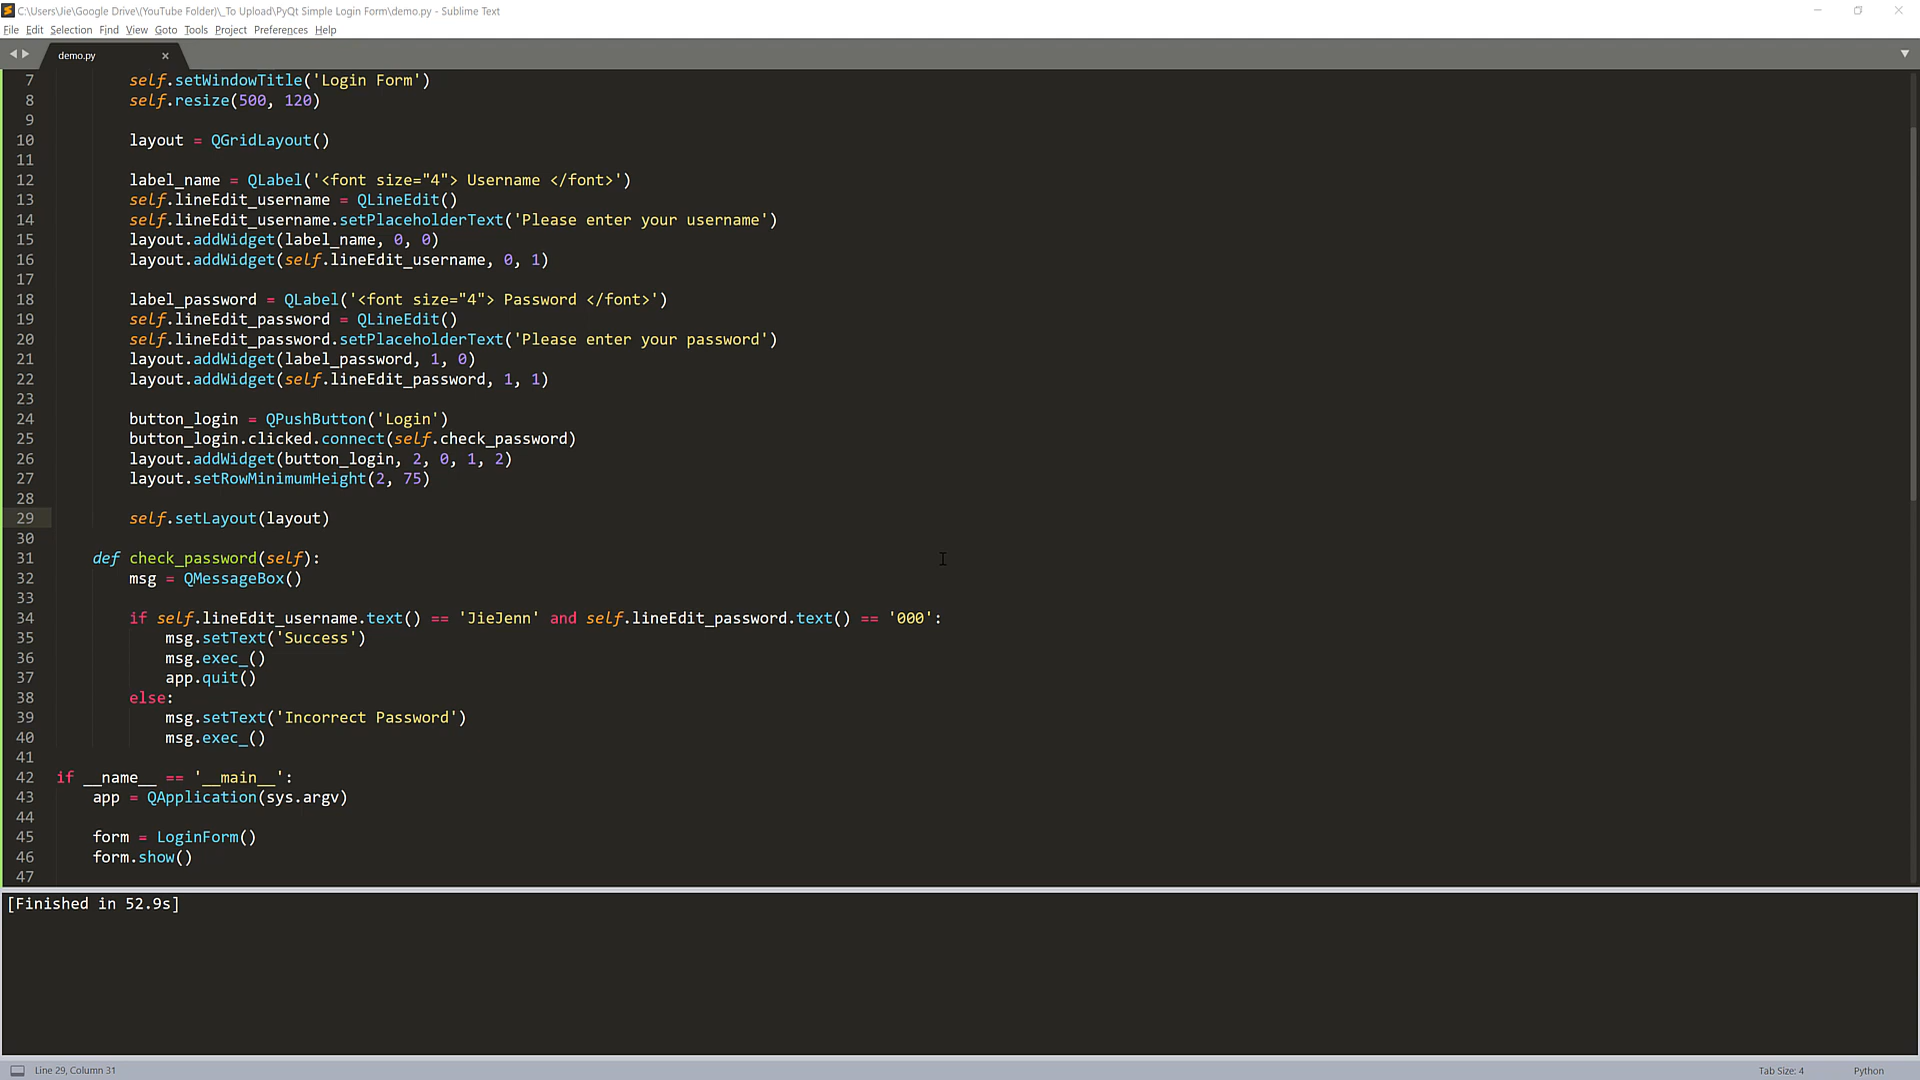 C:\Users\Jie\Google Drive\(YouTube Folder)\_To Upload\PyQt Simple Login Form\demo.py - Sublime Text
File Edit Selection Find View Goto Tools Project Preferences Help
demo.py ×
7 self.setWindowTitle('Login Form')
8 self.resize(500, 120)
9
10 layout = QGridLayout()
11
12 label_name = QLabel('<font size="4"> Username </font>')
13 self.lineEdit_username = QLineEdit()
14 self.lineEdit_username.setPlaceholderText('Please enter your username')
15 layout.addWidget(label_name, 0, 0)
16 layout.addWidget(self.lineEdit_username, 0, 1)
17
18 label_password = QLabel('<font size="4"> Password </font>')
19 self.lineEdit_password = QLineEdit()
20 self.lineEdit_password.setPlaceholderText('Please enter your password')
21 layout.addWidget(label_password, 1, 0)
22 layout.addWidget(self.lineEdit_password, 1, 1)
23
24 button_login = QPushButton('Login')
25 button_login.clicked.connect(self.check_password)
26 layout.addWidget(button_login, 2, 0, 1, 2)
27 layout.setRowMinimumHeight(2, 75)
28
29 self.setLayout(layout)
30
31 def check_password(self):
32 msg = QMessageBox()
33
34 if self.lineEdit_username.text() == 'JieJenn' and self.lineEdit_password.text() == '000':
35 msg.setText('Success')
36 msg.exec_()
37 app.quit()
38 else:
39 msg.setText('Incorrect Password')
40 msg.exec_()
41
42 if __name__ == '__main__':
43 app = QApplication(sys.argv)
44
45 form = LoginForm()
46 form.show()
47
[Finished in 52.9s]
Line 29, Column 31 Tab Size: 4 Python